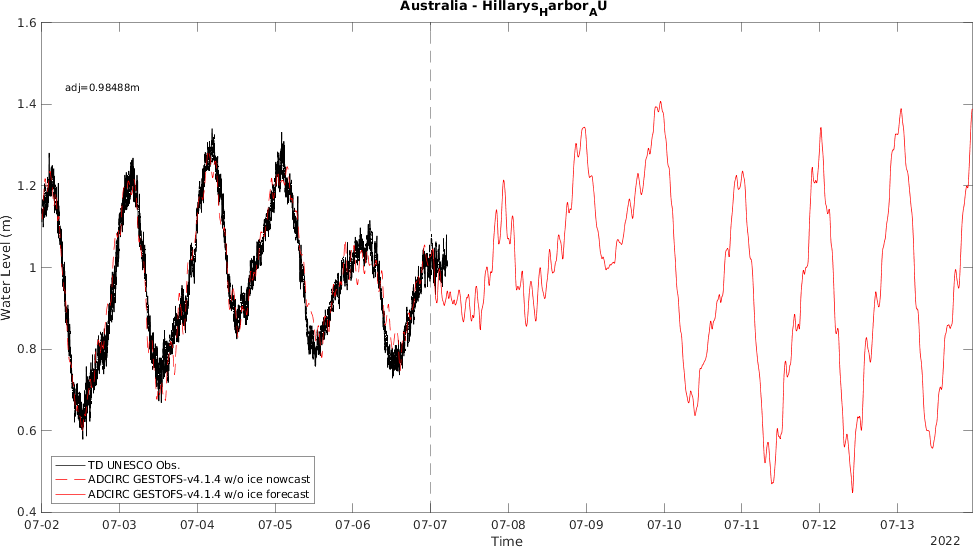 Australia - Hillarys_Harbor_AU
1.6
adj=0.98488m
1.4
1.2
1
0.8
0.6
0.4
Water Level (m)
TD UNESCO Obs.
ADCIRC GESTOFS-v4.1.4 w/o ice nowcast
ADCIRC GESTOFS-v4.1.4 w/o ice forecast
07-02 07-03 07-04 07-05 07-06 07-07 07-08 07-09 07-10 07-11 07-12 07-13
Time
2022